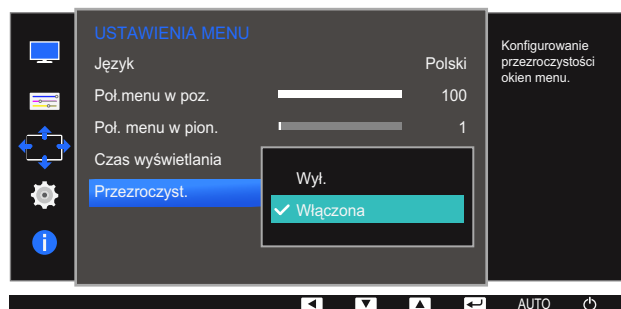 USTAWIENIA MENU
Język Polski
Poł.menu w poz. 100
Poł. menu w pion. 1
Czas wyświetlania
Przezroczyst.
Wył.
Włączona
Konfigurowanie
przezroczystości
okien menu.
i
AUTO